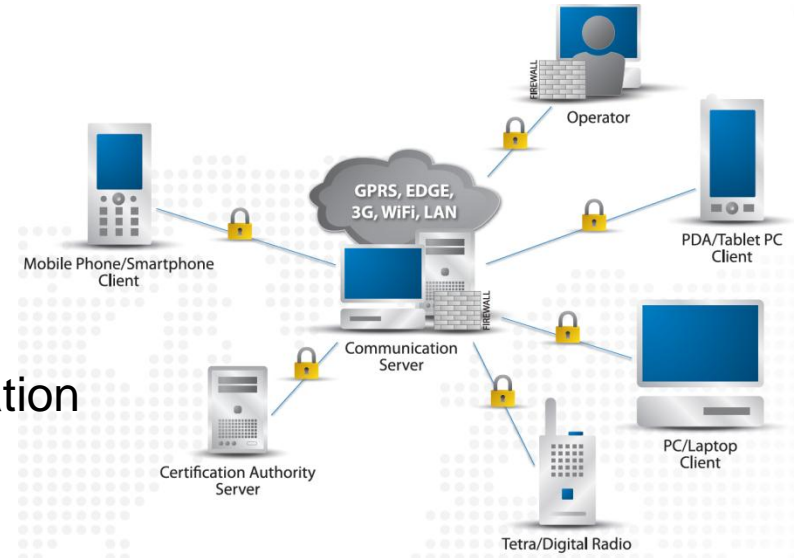 FIREWALL
Operator
GPRS, EDGE,
3G, WiFi, LAN
Mobile Phone/Smartphone
Client
PDA/Tablet PC
Client
FIREWALL
Communication
Server
Certification Authority
Server
PC/Laptop
Client
Tetra/Digital Radio